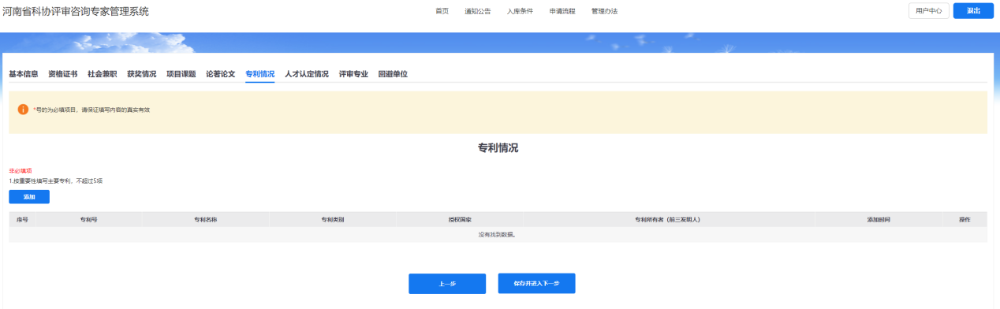 河南省科协评审咨询专家管理系统 首页 通知公告 入库条件 申请流程 管理办法 用户中心 退出
基本信息 资格证书 社会兼职 获奖情况 项目课题 论著论文 专利情况 人才认定情况 评审专业 回避单位
*号的为必填项目，请保证填写内容的真实有效
专利情况
非必填项
1.按重要性填写主要专利，不超过5项
添加
序号 专利号 专利名称 专利类别 授权国家 专利所有者（前三发明人） 添加时间 操作
没有找到数据。
上一步 保存并进入下一步